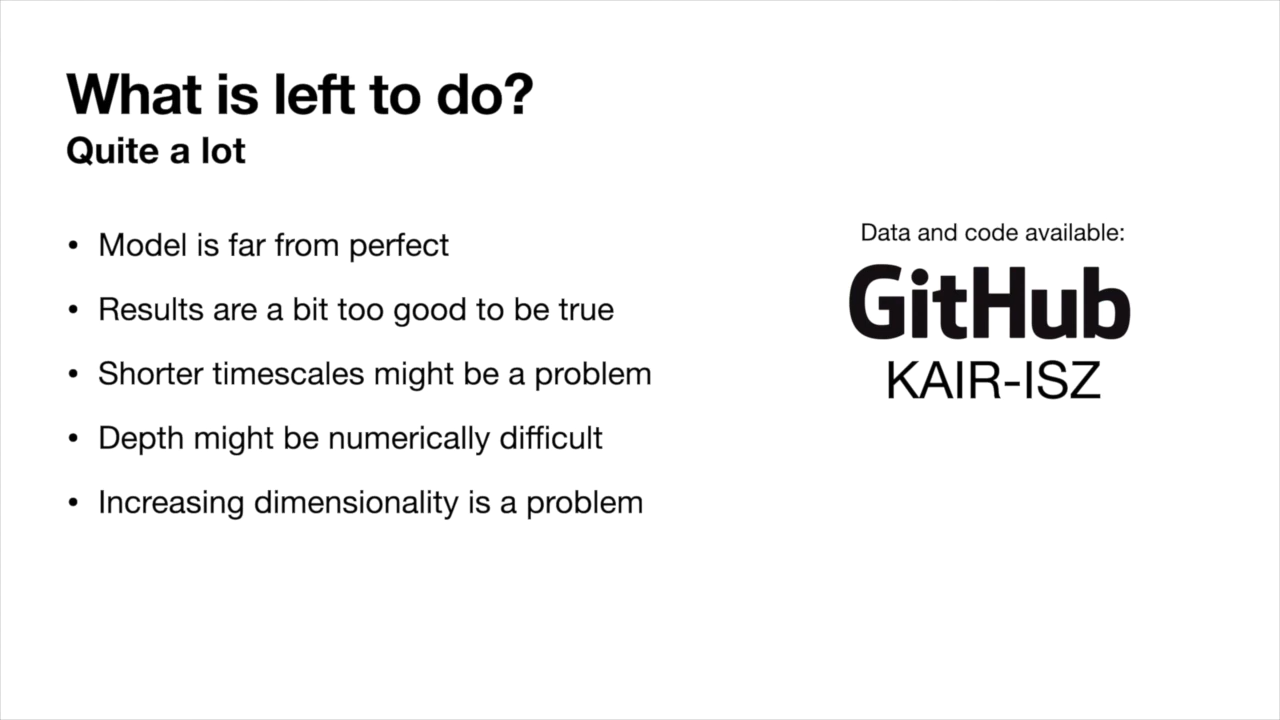 What is left to do?
Quite a lot
• Model is far from perfect
• Results are a bit too good to be true
• Shorter timescales might be a problem
• Depth might be numerically difficult
• Increasing dimensionality is a problem
Data and code available:
GitHub
KAIR-ISZ